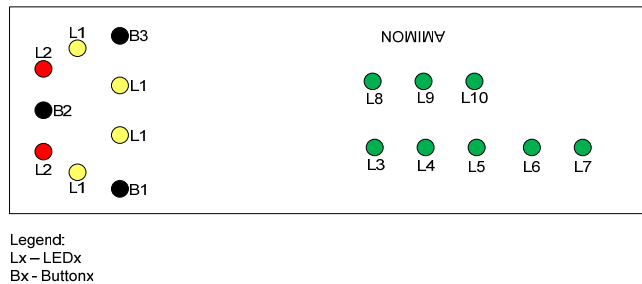 L1
B3
L2
AMIMON
L1
L8
L9
L10
B2
L1
L2
L3
L4
L5
L6
L7
L1
B1
Legend:
Lx – LEDx
Bx - Buttonx